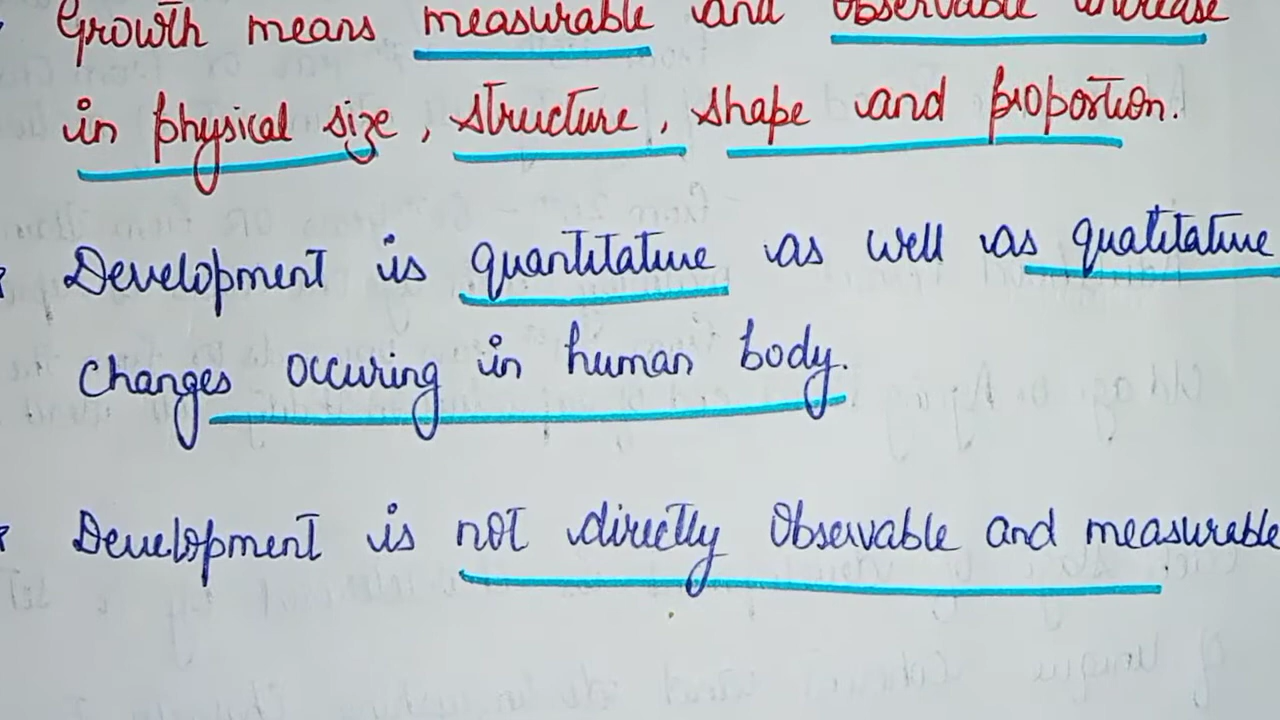 Growth means measurable and observable increase
in physical size, structure, shape and proportion.
Development is quantitative as well as qualitative
changes occuring in human body.
Development is not directly observable and measurable